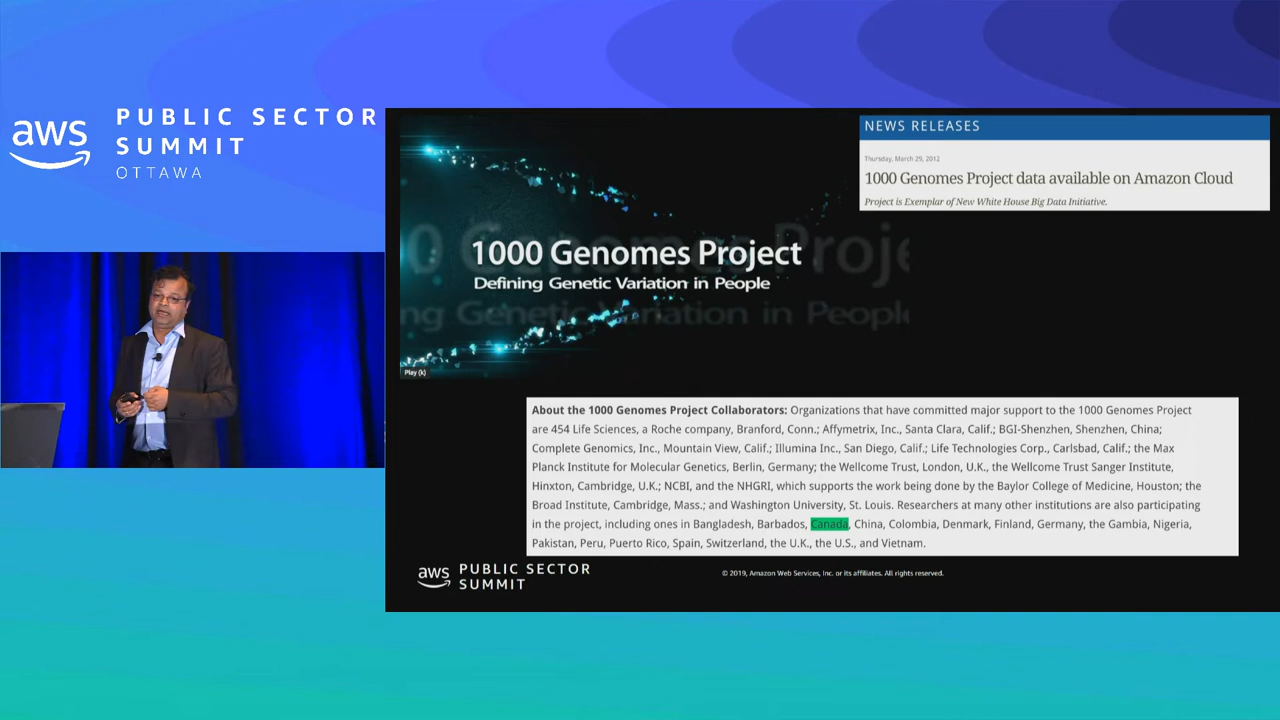 aws
PUBLIC SECTOR
SUMMIT
OTTAWA
NEWS RELEASES
Thursday, March 29, 2012
1000 Genomes Project data available on Amazon Cloud
Project is Exemplar of New White House Big Data Initiative.
1000 Genomes Project
Defining Genetic Variation in People
0 Genomes Proje
ng Genetic Variation in People
Play (k)
About the 1000 Genomes Project Collaborators: Organizations that have committed major support to the 1000 Genomes Project
are 454 Life Sciences, a Roche company, Branford, Conn.; Affymetrix, Inc., Santa Clara, Calif.; BGI-Shenzhen, Shenzhen, China;
Complete Genomics, Inc., Mountain View, Calif.; Illumina Inc., San Diego, Calif.; Life Technologies Corp., Carlsbad, Calif.; the Max
Planck Institute for Molecular Genetics, Berlin, Germany; the Wellcome Trust, London, U.K., the Wellcome Trust Sanger Institute,
Hinxton, Cambridge, U.K.; NCBI, and the NHGRI, which supports the work being done by the Baylor College of Medicine, Houston; the
Broad Institute, Cambridge, Mass.; and Washington University, St. Louis. Researchers at many other institutions are also participating
in the project, including ones in Bangladesh, Barbados, Canada, China, Colombia, Denmark, Finland, Germany, the Gambia, Nigeria,
Pakistan, Peru, Puerto Rico, Spain, Switzerland, the U.K., the U.S., and Vietnam.
aws
PUBLIC SECTOR
SUMMIT
© 2019, Amazon Web Services, Inc. or its affiliates. All rights reserved.